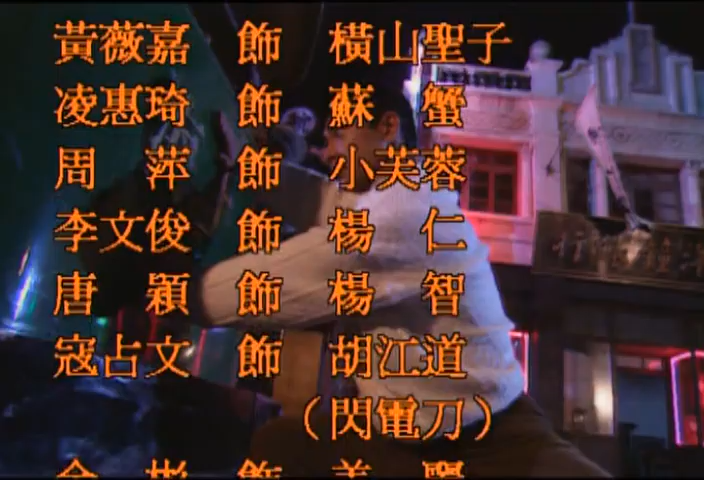 黃薇嘉 飾 橫山聖子
凌惠琦 飾 蘇蟹
周萍 飾 小芙蓉
李文俊 飾 楊仁
唐穎 飾 楊智
寇占文 飾 胡江道
(閃電刀)